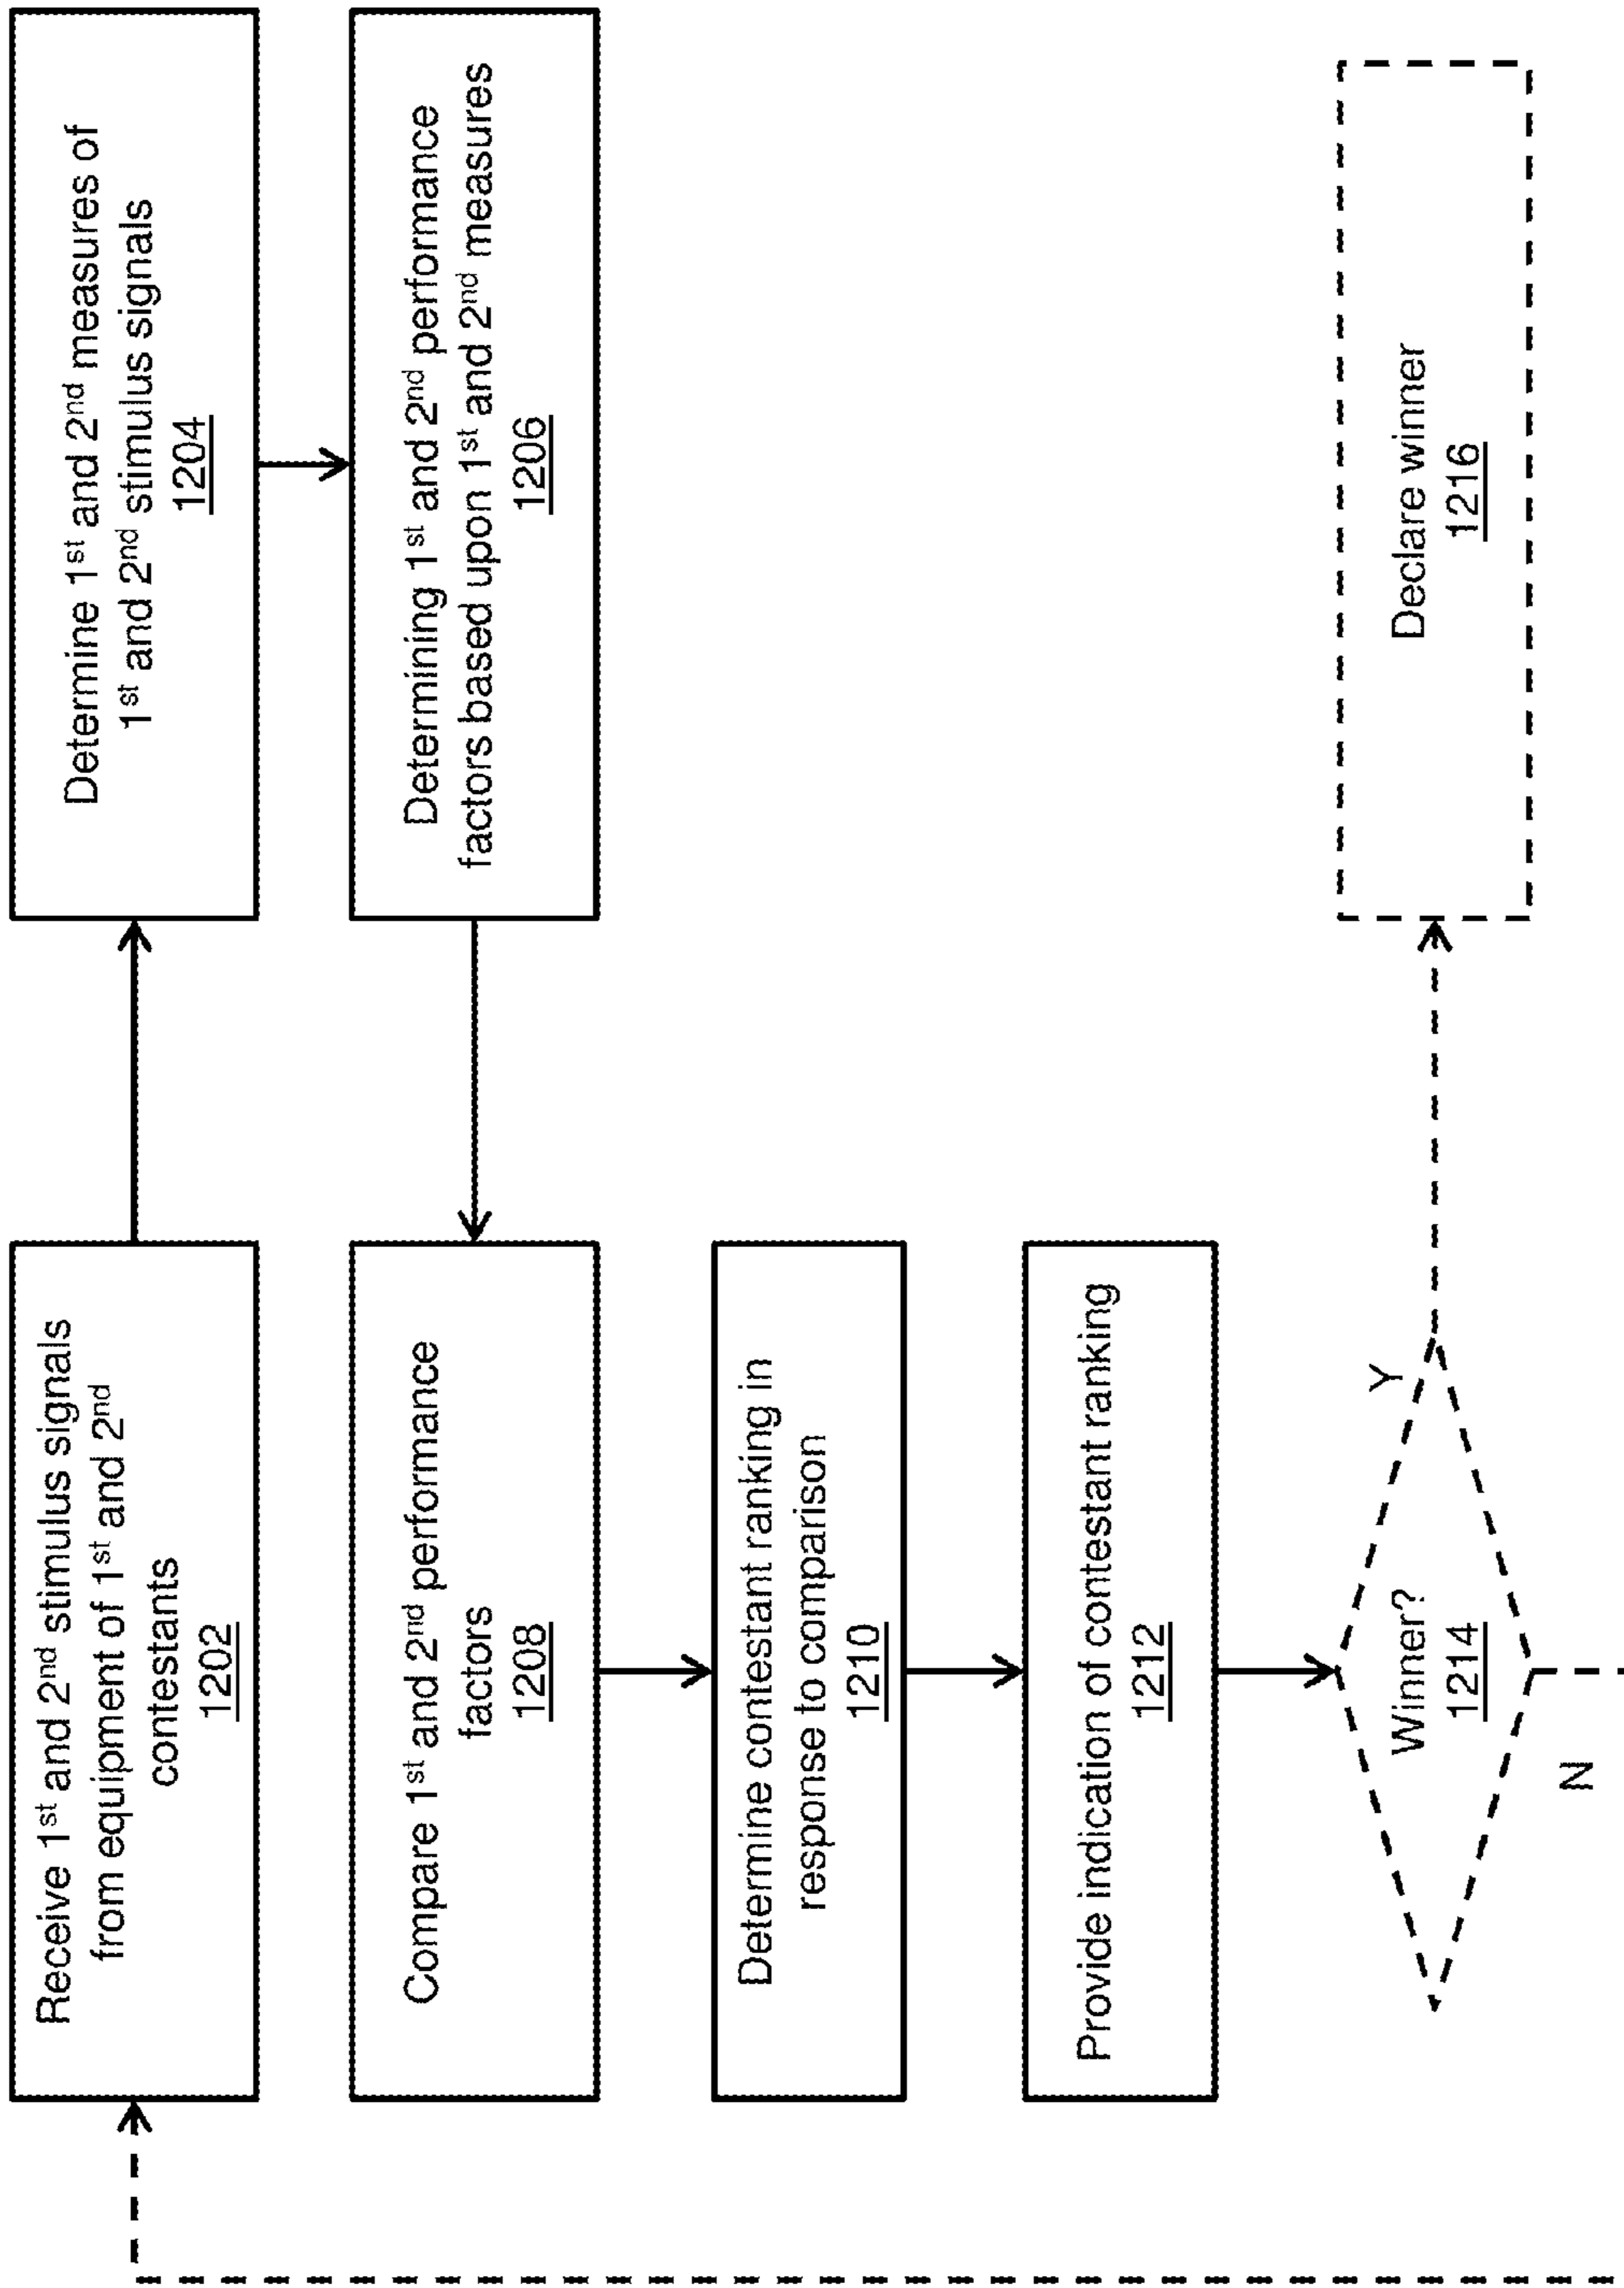 Receive 1st and 2nd stimulus signals
from equipment of 1st and 2nd
contestants
1202
Determine 1st and 2nd measures of
1st and 2nd stimulus signals
1204
Determining 1st and 2nd performance
factors based upon 1st and 2nd measures
1206
Compare 1st and 2nd performance
factors
1208
Determine contestant ranking in
response to comparison
1210
Provide indication of contestant ranking
1212
Winner?
1214
Y
N
Declare winner
1216